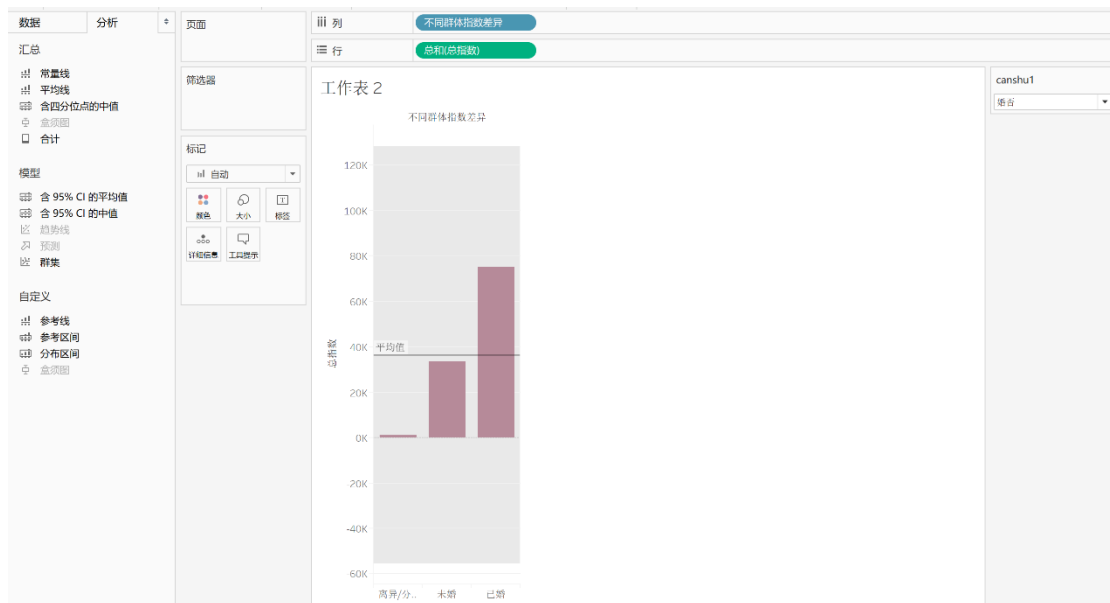 数据
分析
汇总
常量线
平均线
含四分位点的中值
盒须图
合计
模型
含 95% CI 的平均值
含 95% CI 的中值
趋势线
预测
群集
自定义
参考线
参考区间
分布区间
盒须图
页面
筛选器
标记
自动
颜色
大小
标签
详细信息
工具提示
列
不同群体指数差异
行
总和(总指数)
工作表 2
不同群体指数差异
120K
100K
80K
60K
40K
平均值
20K
0K
-20K
-40K
60K
总指数
离异/分..
未婚
已婚
canshu1
婚否